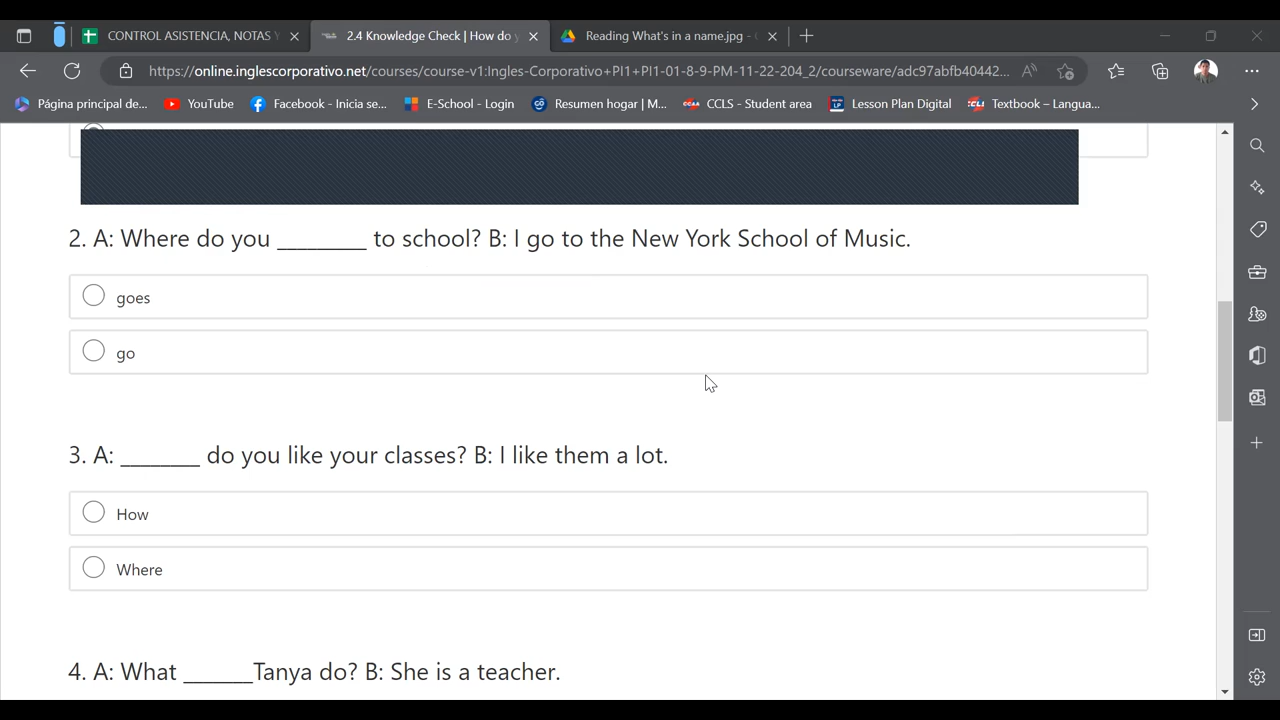 CONTROL ASISTENCIA, NOTAS Y
2.4 Knowledge Check | How do y
Reading What's in a name.jpg -
https://online.inglescorporativo.net/courses/course-v1:Ingles-Corporativo+PI1+PI1-01-8-9-PM-11-22-204_2/courseware/adc97abfb40442...
Página principal de...
YouTube
Facebook - Inicia se...
E-School - Login
Resumen hogar | M...
CCLS - Student area
Lesson Plan Digital
Textbook – Langua...
2. A: Where do you _________ to school? B: I go to the New York School of Music.
goes
go
3. A: ________ do you like your classes? B: I like them a lot.
How
Where
4. A: What _______Tanya do? B: She is a teacher.